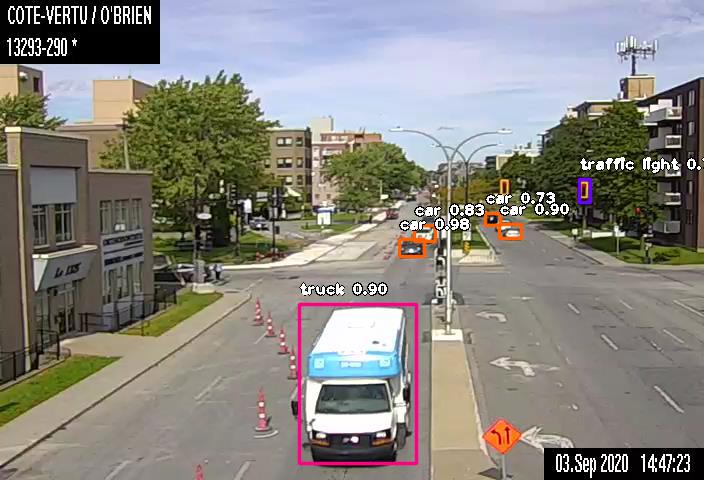 COTE-VERTU / O'BRIEN
13293-290 *
traffic light 0.
car 0.73
car 0.83
car 0.90
car 0.98
truck 0.90
03.Sep 2020 14:47:23